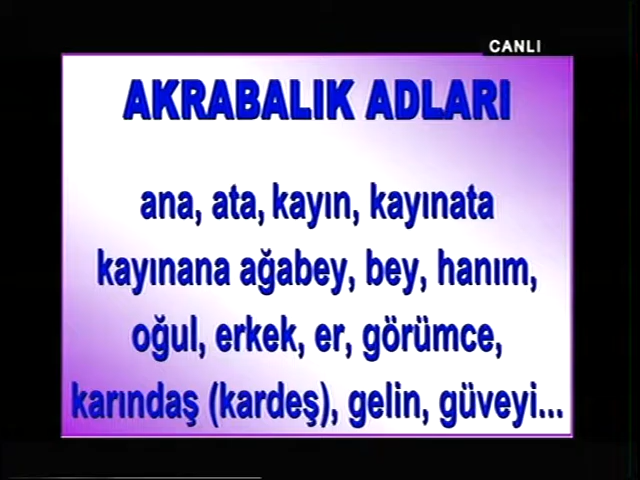 CANLI
AKRABALIK ADLARI
ana, ata, kayın, kayınata
kayınana ağabey, bey, hanım,
oğul, erkek, er, görümce,
karındaş (kardeş), gelin, güveyi...